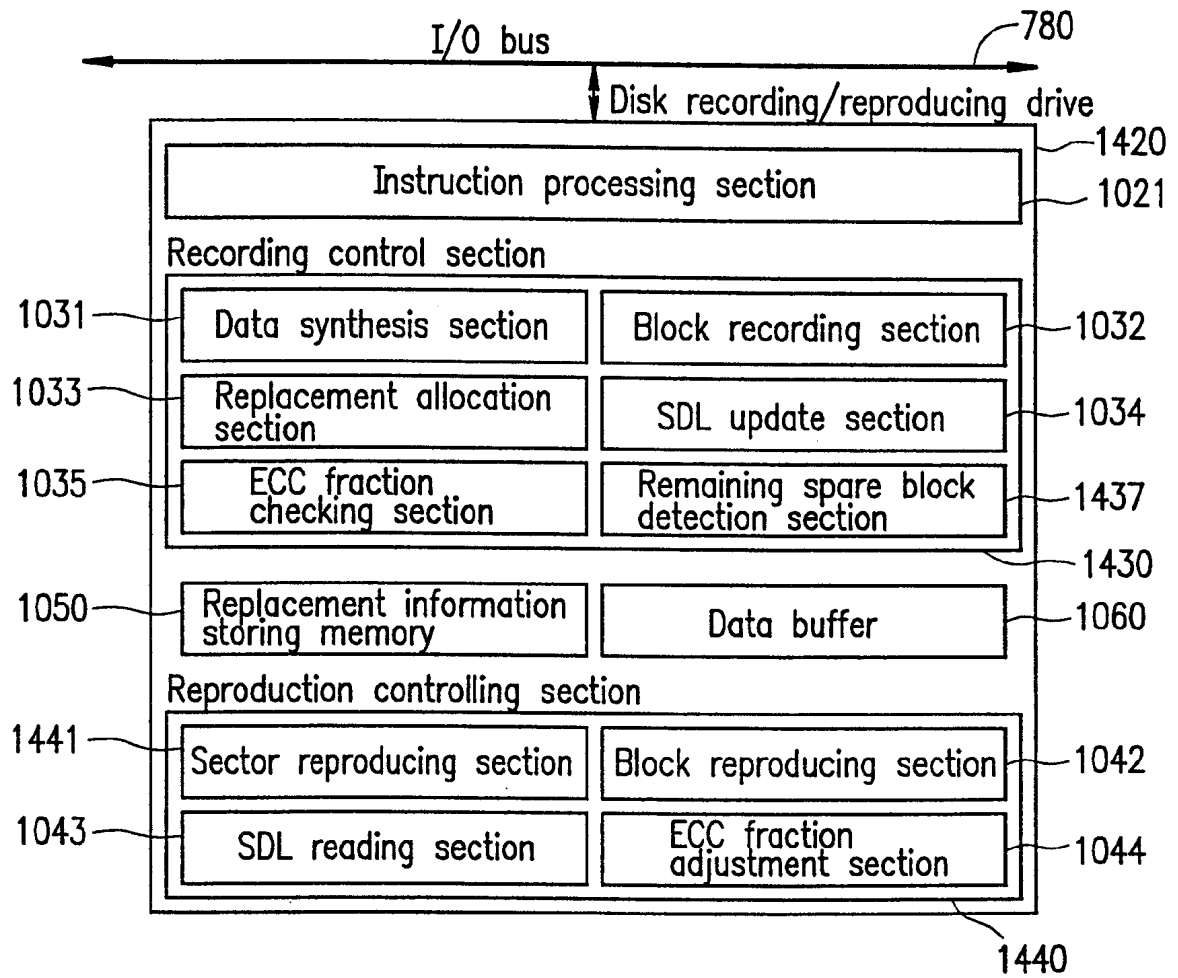 780
I/O bus
Disk recording/reproducing drive
1420
Instruction processing section
1021
Recording control section
1031
Data synthesis section
Block recording section
1032
1033
Replacement allocation
section
SDL update section
1034
1035
ECC fraction
checking section
Remaining spare block
detection section
1437
1430
1050
Replacement information
storing memory
Data buffer
1060
Reproduction controlling section
1441
Sector reproducing section
Block reproducing section
1042
1043
SDL reading section
ECC fraction
adjustment section
1044
1440